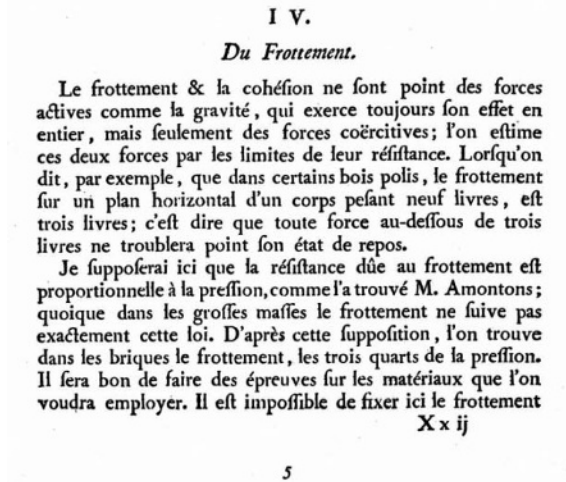 I V.
Du Frottement.
Le frottement & la cohéſion ne ſont point des forces
actives comme la gravité, qui exerce toujours ſon effet en
entier, mais ſeulement des forces coërcitives; l'on eſtime
ces deux forces par les limites de leur réſiſtance. Lorſqu'on
dit, par exemple, que dans certains bois polis, le frottement
ſur un plan horizontal d'un corps peſant neuf livres, eſt
trois livres; c'eſt dire que toute force au-deſſous de trois
livres ne troublera point ſon état de repos.
Je ſuppoſerai ici que la réſiſtance dûe au frottement eſt
proportionnelle à la preſſion, comme l'a trouvé M. Amontons;
quoique dans les groſſes maſſes le frottement ne ſuive pas
exactement cette loi. D'après cette ſuppoſition, l'on trouve
dans les briques le frottement, les trois quarts de la preſſion.
Il ſera bon de faire des épreuves ſur les matériaux que l'on
voudra employer. Il eſt impoſſible de fixer ici le frottement
X x ij
5